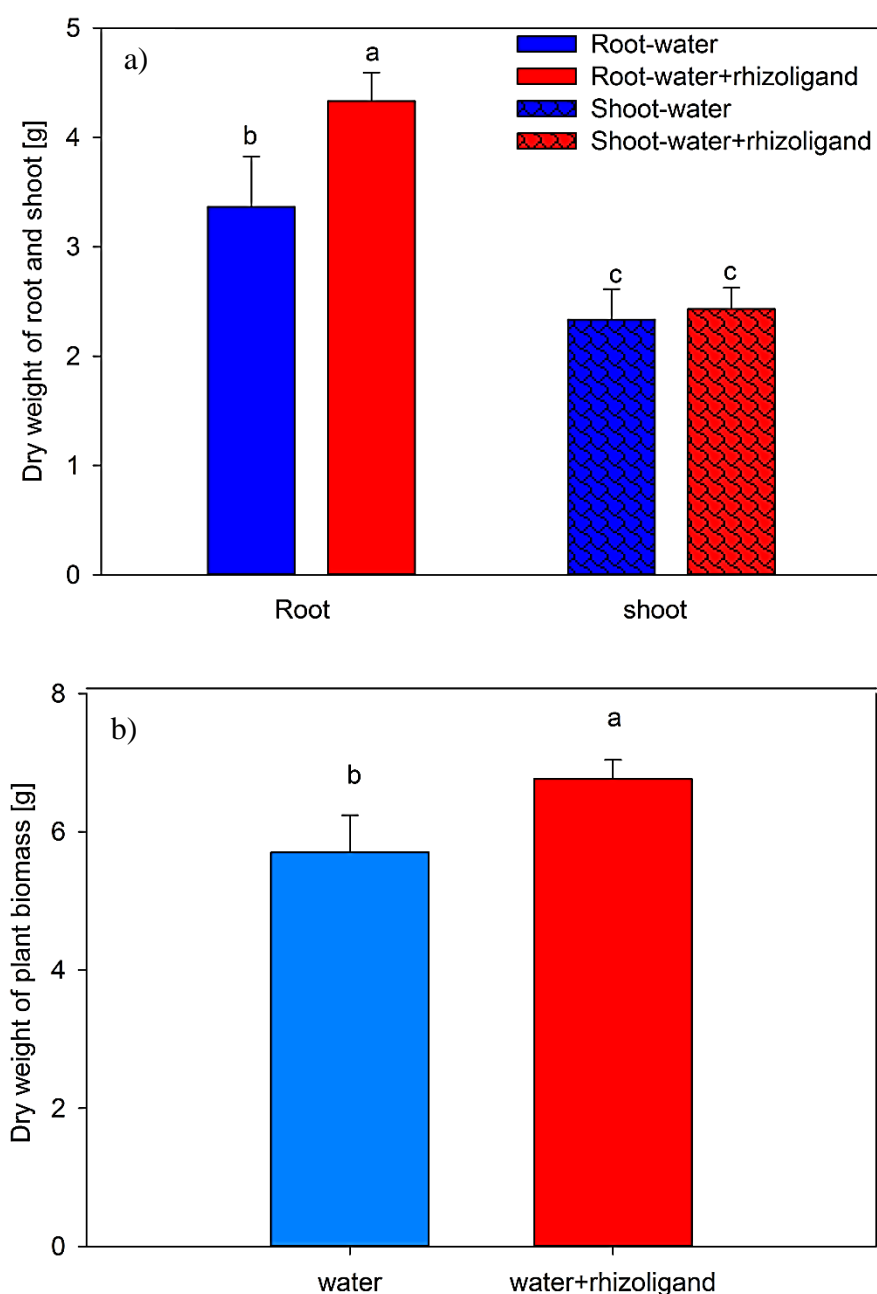 a)
Root-water
Root-water+rhizoligand
Shoot-water
Shoot-water+rhizoligand
Dry weight of root and shoot [g]
5
4
3
2
1
0
b
a
c
c
Root
shoot
b)
Dry weight of plant biomass [g]
8
6
4
2
0
b
a
water
water+rhizoligand